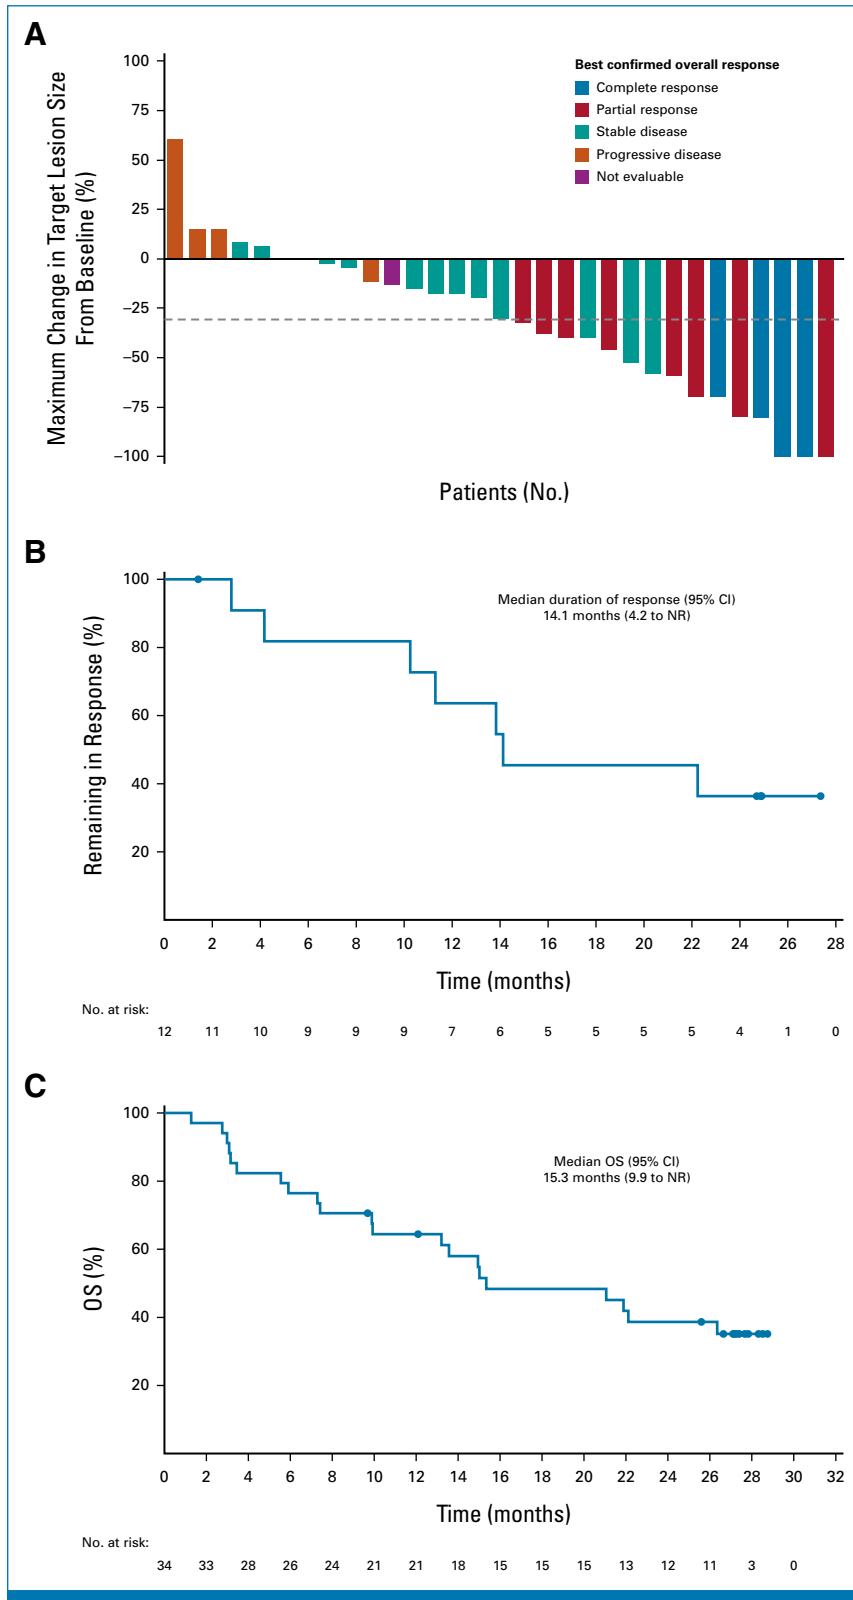 A
Maximum Change in Target Lesion Size
From Baseline (%)
100
75
50
25
0
–25
–50
–75
–100
Best confirmed overall response
Complete response
Partial response
Stable disease
Progressive disease
Not evaluable
Patients (No.)
B
Remaining in Response (%)
100
80
60
40
20
Median duration of response (95% CI)
14.1 months (4.2 to NR)
0 2 4 6 8 10 12 14 16 18 20 22 24 26 28
Time (months)
No. at risk:
12 11 10 9 9 9 7 6 5 5 5 5 4 1 0
C
OS (%)
100
80
60
40
20
Median OS (95% CI)
15.3 months (9.9 to NR)
0 2 4 6 8 10 12 14 16 18 20 22 24 26 28 30 32
Time (months)
No. at risk:
34 33 28 26 24 21 21 18 15 15 15 13 12 11 3 0